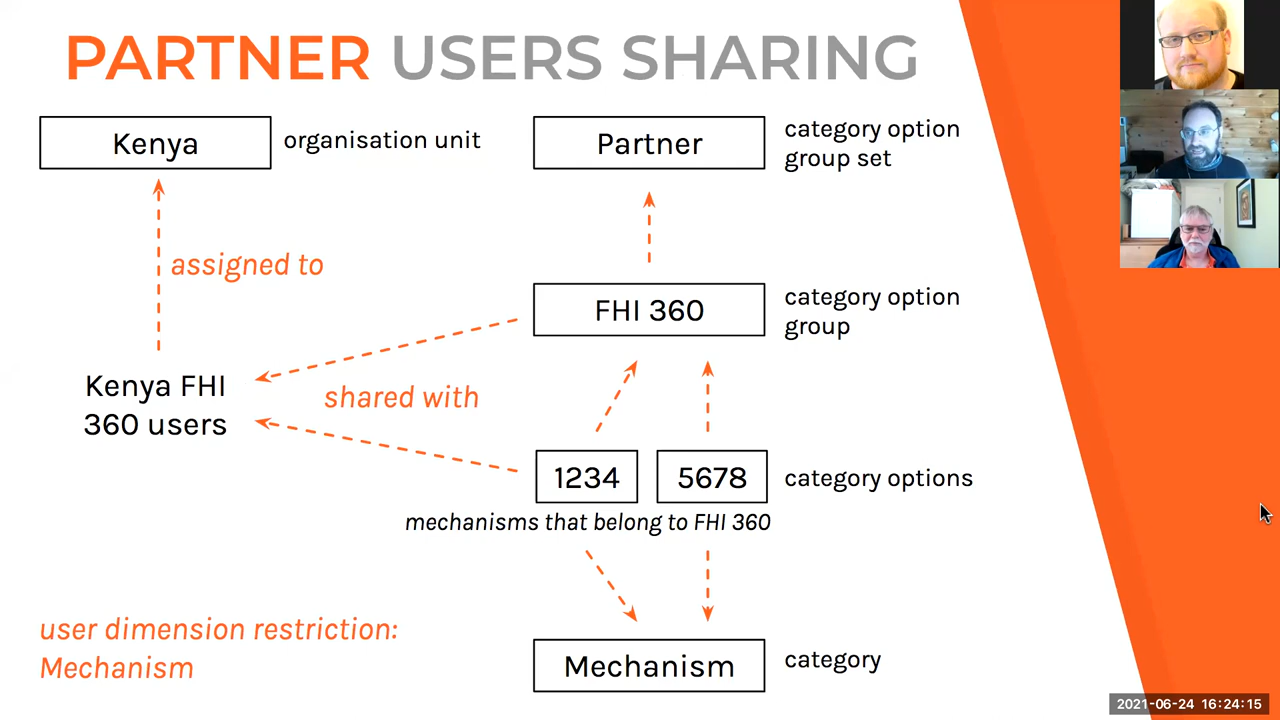 PARTNER USERS SHARING
Kenya
organisation unit
Partner
category option
group set
assigned to
FHI 360
category option
group
Kenya FHI
360 users
shared with
1234
5678
category options
mechanisms that belong to FHI 360
user dimension restriction:
Mechanism
Mechanism
category
2021-06-24 16:24:15